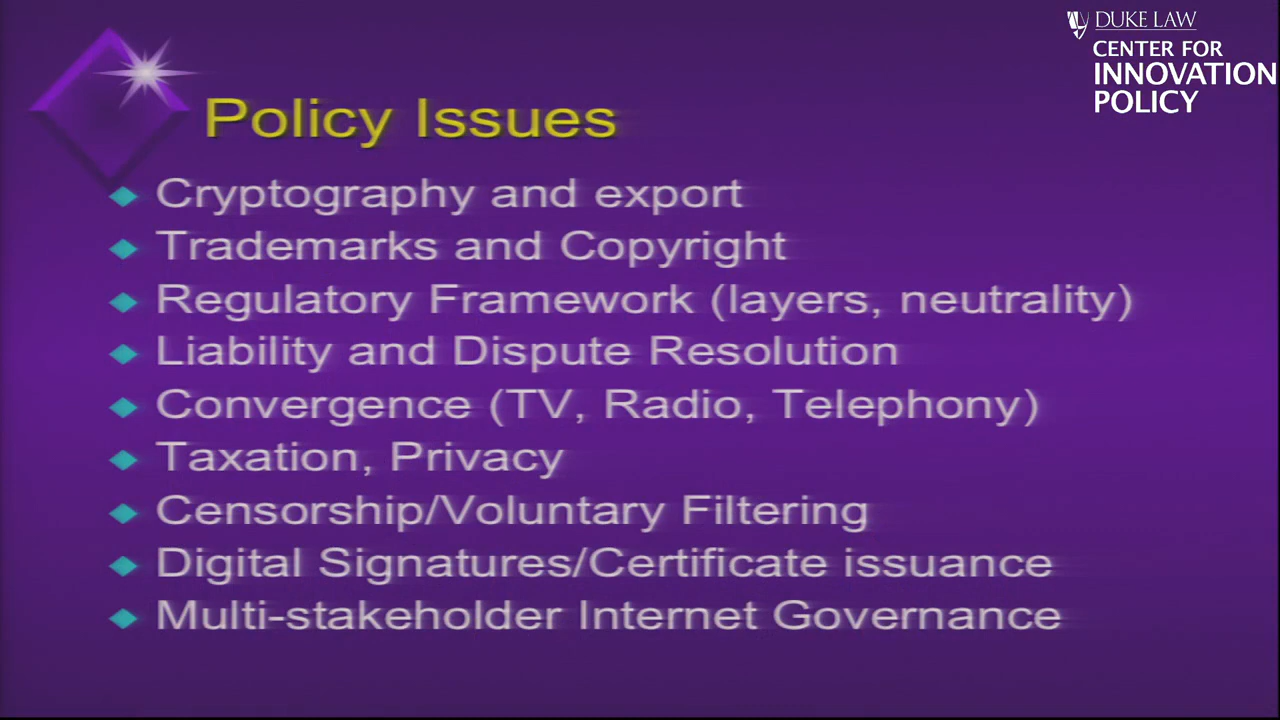 DUKE LAW
CENTER FOR
INNOVATION
POLICY
Policy Issues
Cryptography and export
Trademarks and Copyright
Regulatory Framework (layers, neutrality)
Liability and Dispute Resolution
Convergence (TV, Radio, Telephony)
Taxation, Privacy
Censorship/Voluntary Filtering
Digital Signatures/Certificate issuance
Multi-stakeholder Internet Governance